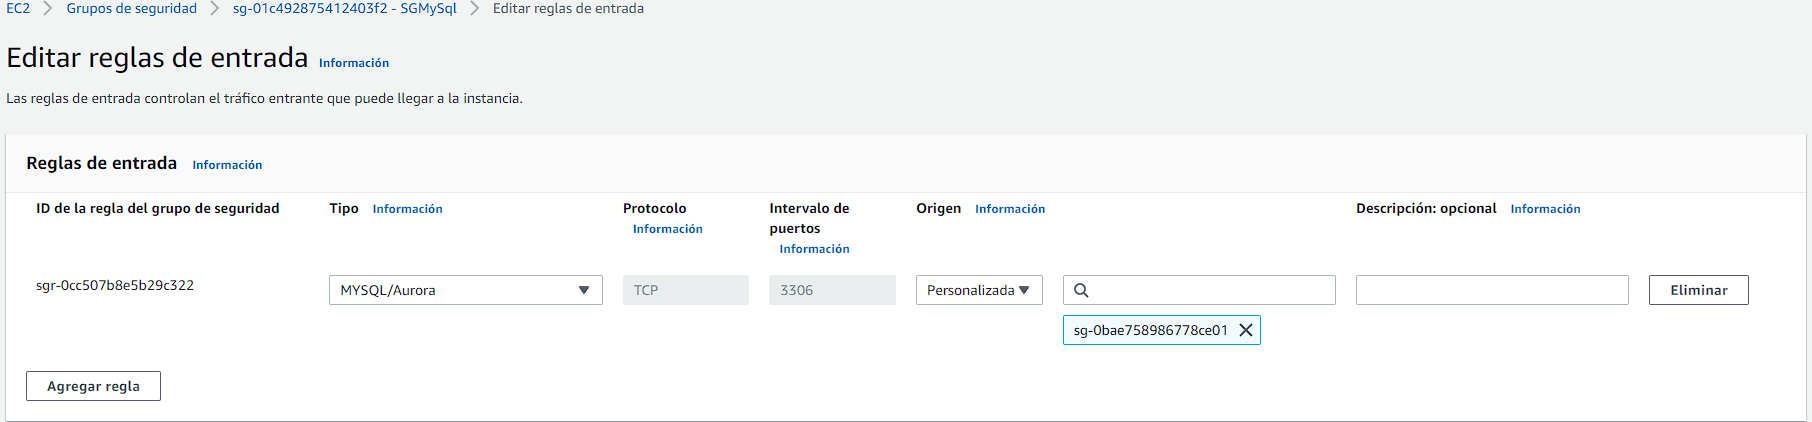 EC2 > Grupos de seguridad > sg-01c492875412403f2 - SGMySql > Editar reglas de entrada
Editar reglas de entrada Información
Las reglas de entrada controlan el tráfico entrante que puede llegar a la instancia.
Reglas de entrada Información
ID de la regla del grupo de seguridad Tipo Información Protocolo Intervalo de Origen Información Descripción: opcional Información
Información puertos
Información
sgr-0cc507b8e5b29c322 MYSQL/Aurora TCP 3306 Personalizada Eliminar
sg-0bae758986778ce01
Agregar regla